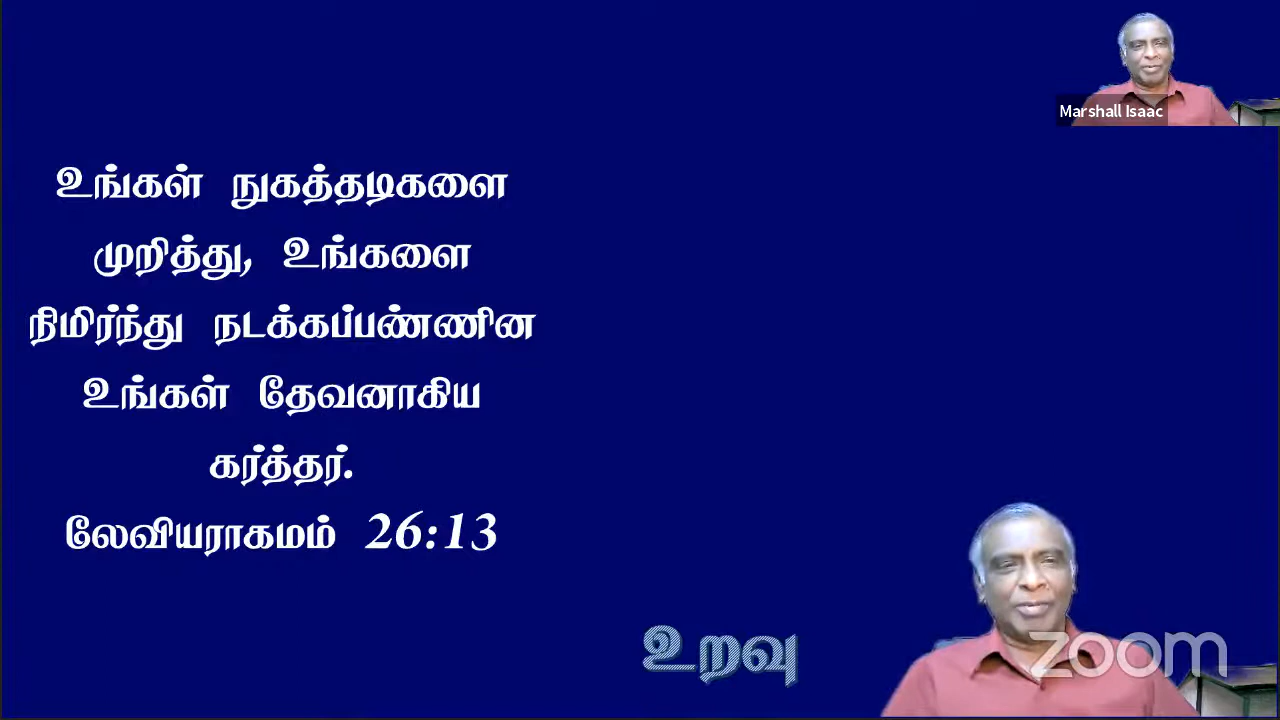 Marshall Isaac
உங்கள் நுகத்தடிகளை
முறித்து, உங்களை
நிமிர்ந்து நடக்கப்பண்ணின
உங்கள் தேவனாகிய
கர்த்தர்.
லேவியராகமம் 26:13
உறவு
zoom